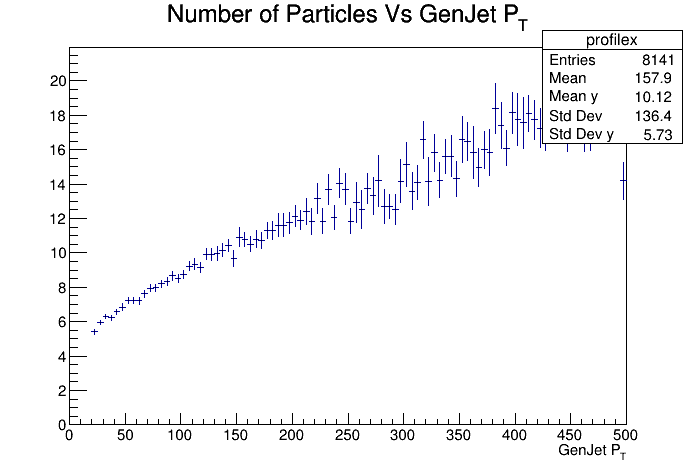 Number of Particles Vs GenJet P_T
profilex
Entries 8141
Mean 157.9
Mean y 10.12
Std Dev 136.4
Std Dev y 5.73
20
18
16
14
12
10
8
6
4
2
0
0 50 100 150 200 250 300 350 400 450 500
GenJet P_T